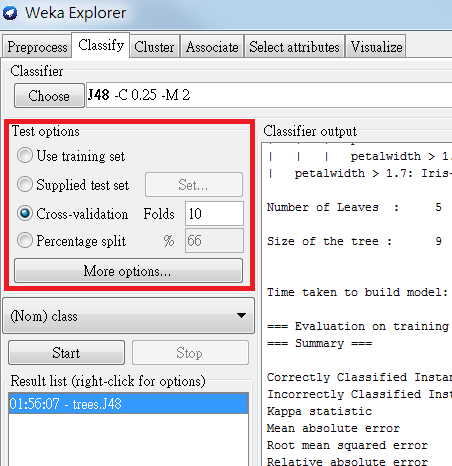 Weka Explorer
Preprocess Classify Cluster Associate Select attributes Visualize
Classifier
Choose J48 -C 0.25 -M 2
Test options
Use training set
Supplied test set Set...
Cross-validation Folds 10
Percentage split % 66
More options...
(Nom) class
Start Stop
Result list (right-click for options)
01:56:07 - trees.J48
Classifier output
| | | petalwidth > 1.
| petalwidth > 1.7: Iris-
Number of Leaves : 5
Size of the tree : 9
Time taken to build model:
=== Evaluation on training
=== Summary ===
Correctly Classified Instan
Incorrectly Classified Inst
Kappa statistic
Mean absolute error
Root mean squared error
Relative absolute error